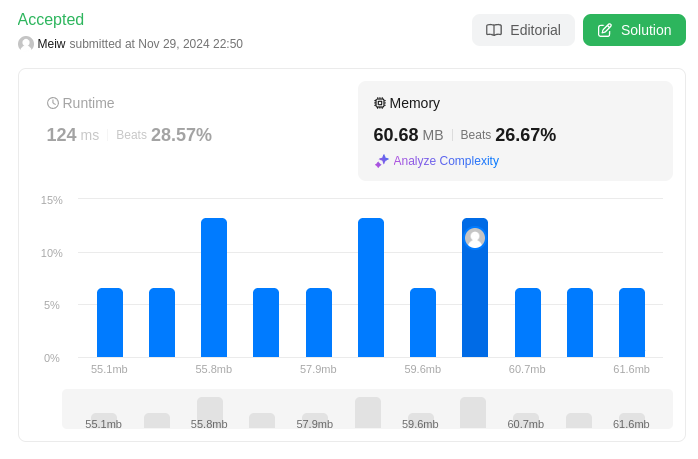 Accepted
Meiw submitted at Nov 29, 2024 22:50
Editorial
Solution
Runtime
124 ms Beats 28.57%
Memory
60.68 MB Beats 26.67%
Analyze Complexity
15%
10%
5%
0%
55.1mb 55.8mb 57.9mb 59.6mb 60.7mb 61.6mb
55.1mb 55.8mb 57.9mb 59.6mb 60.7mb 61.6mb